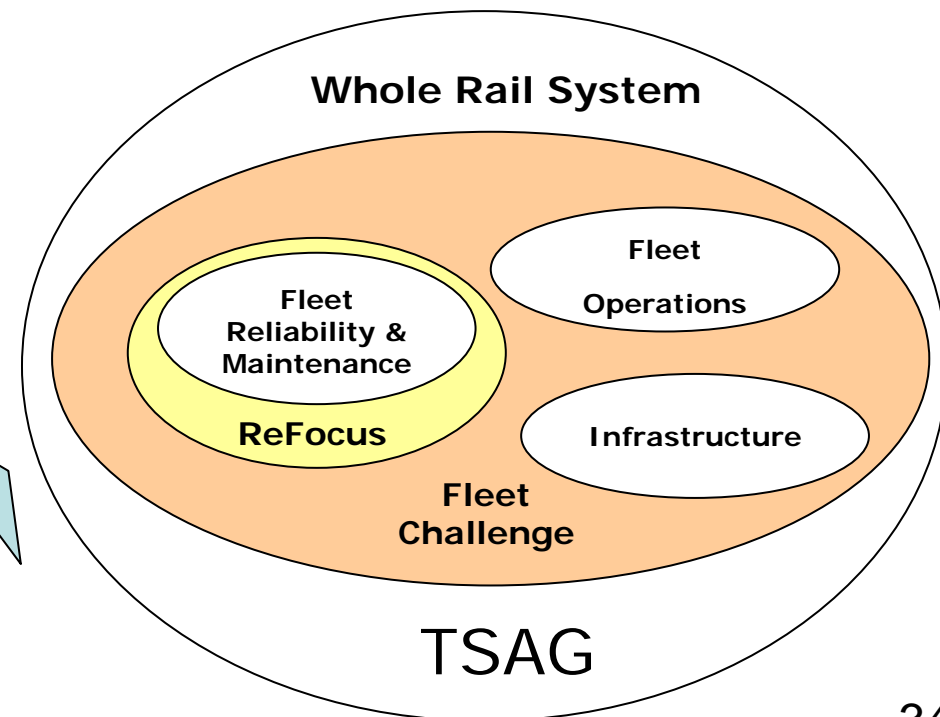 Whole Rail System
Fleet
Operations
Fleet
Reliability &
Maintenance
ReFocus
Infrastructure
Fleet
Challenge
TSAG